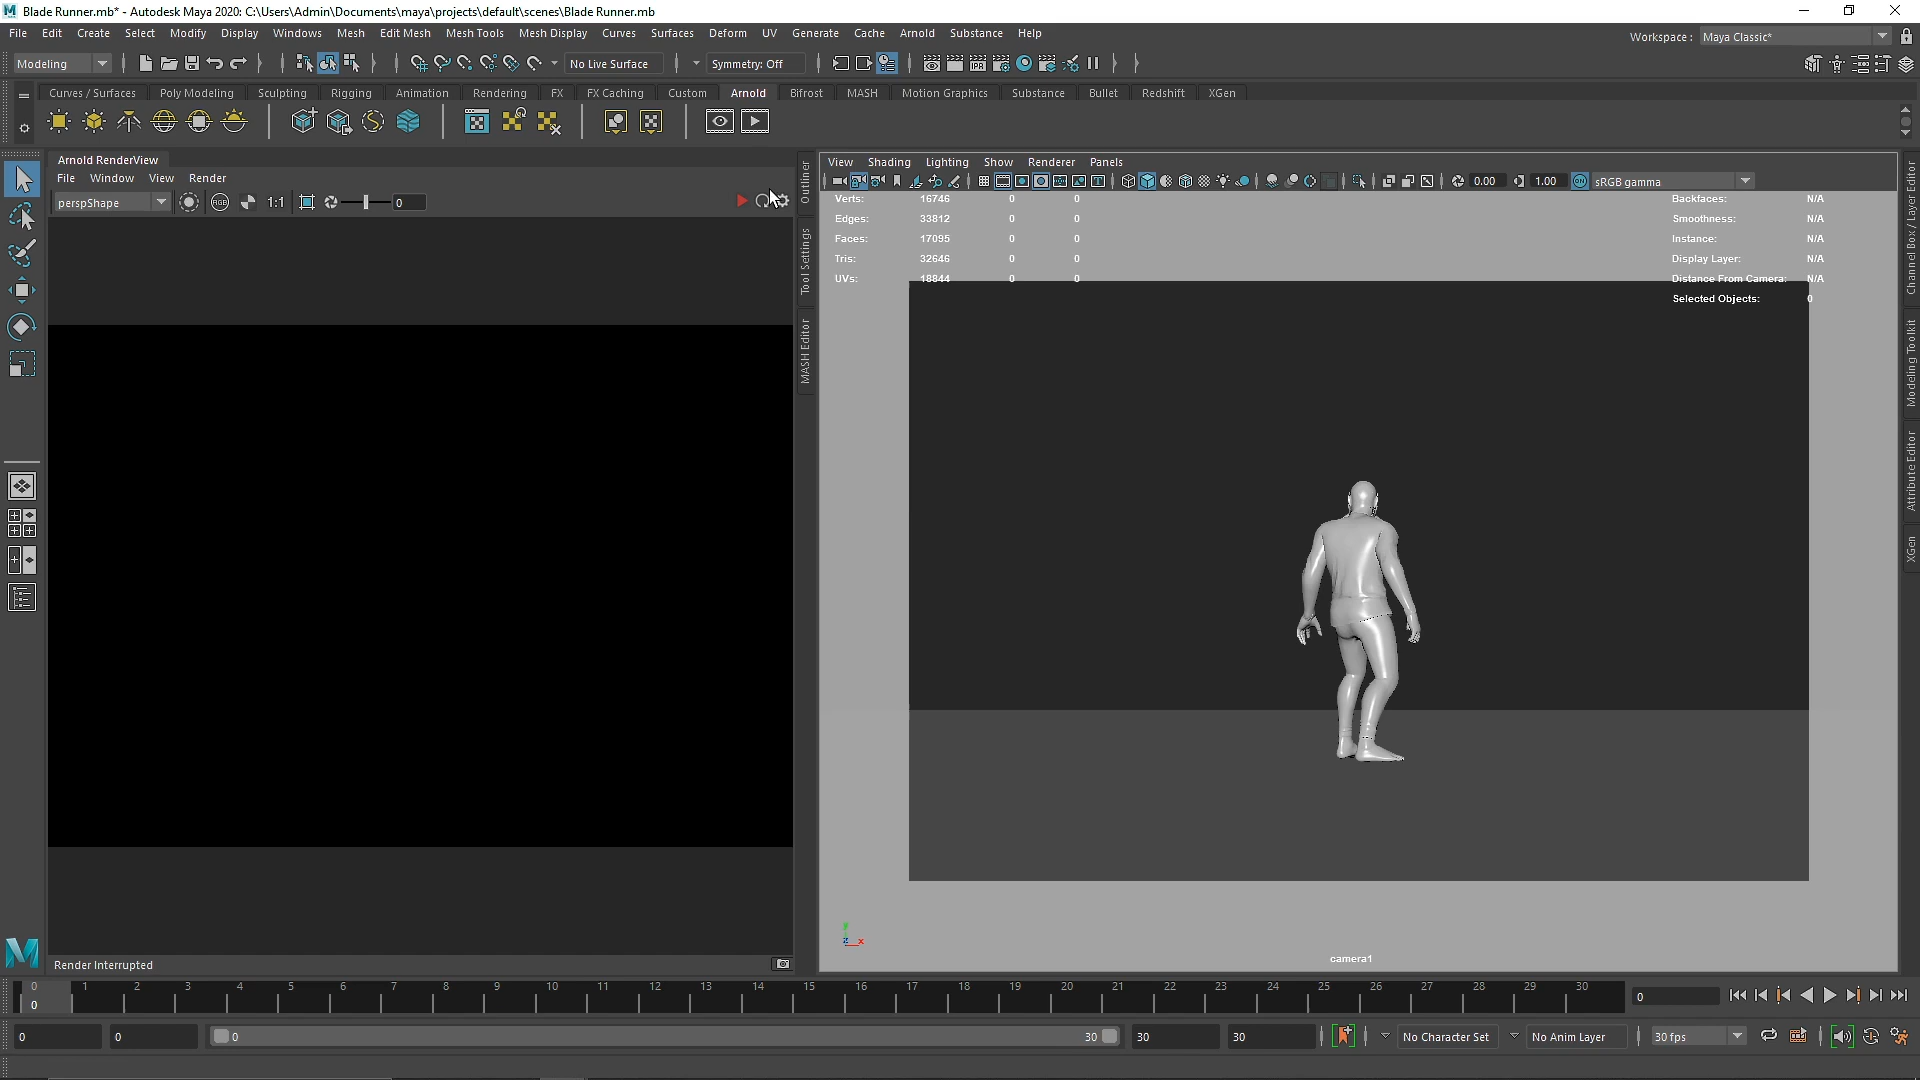 Blade Runner.mb* - Autodesk Maya 2020: C:\Users\Admin\Documents\maya\projects\default\scenes\Blade Runner.mb
File Edit Create Select Modify Display Windows Mesh Edit Mesh Mesh Tools Mesh Display Curves Surfaces Deform UV Generate Cache Arnold Substance Help
Workspace : Maya Classic*
Modeling No Live Surface Symmetry: Off
Curves / Surfaces Poly Modeling Sculpting Rigging Animation Rendering FX FX Caching Custom Arnold Bifrost MASH Motion Graphics Substance Bullet Redshift XGen
Arnold RenderView
File Window View Render
perspShape RGB 1:1 0
Outliner
Tool Settings
MASH Editor
View Shading Lighting Show Renderer Panels
0.00 1.00 ON sRGB gamma
Verts: 16746 0 0
Edges: 33812 0 0
Faces: 17095 0 0
Tris: 32646 0 0
UVs: 18844 0 0
Backfaces: N/A
Smoothness: N/A
Instance: N/A
Display Layer: N/A
Distance From Camera: N/A
Selected Objects: 0
y
z x
camera1
Channel Box / Layer Editor
Modeling Toolkit
Attribute Editor
XGen
Render Interrupted
0 1 2 3 4 5 6 7 8 9 10 11 12 13 14 15 16 17 18 19 20 21 22 23 24 25 26 27 28 29 30
0
0
0 0 0 30 30 30 No Character Set No Anim Layer 30 fps